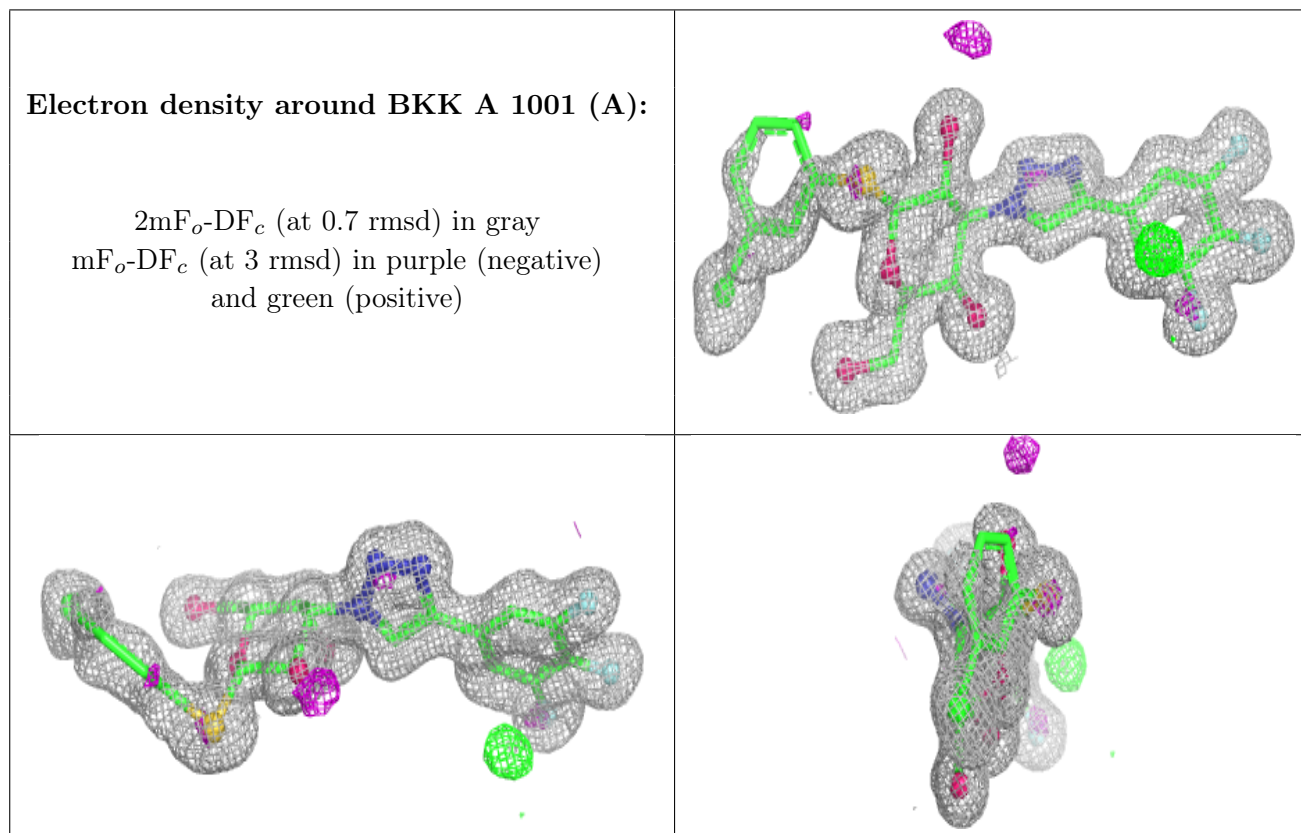 Electron density around BKK A 1001 (A):
2mFo-DFc (at 0.7 rmsd) in gray
mFo-DFc (at 3 rmsd) in purple (negative)
and green (positive)